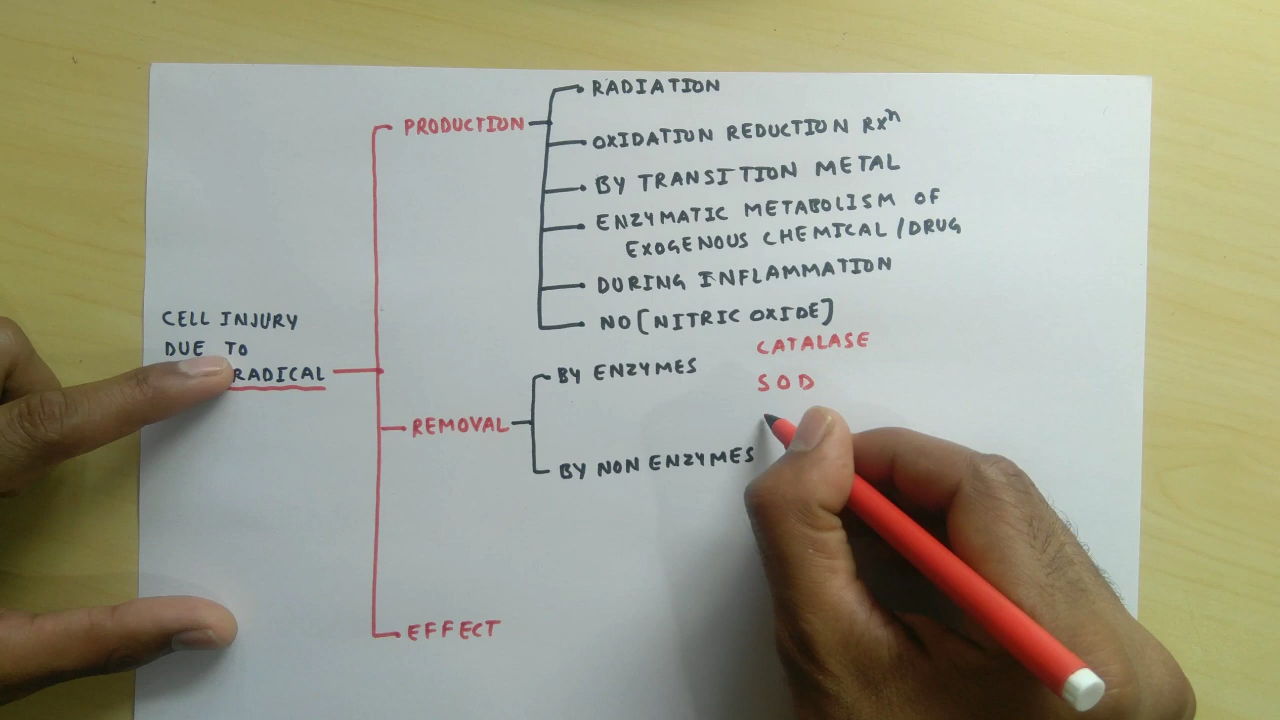 RADIATION
PRODUCTION
OXIDATION REDUCTION RXⁿ
BY TRANSITION METAL
ENZYMATIC METABOLISM OF
EXOGENOUS CHEMICAL/DRUG
DURING INFLAMMATION
NO [NITRIC OXIDE]
CELL INJURY
DUE TO
RADICAL
BY ENZYMES
CATALASE
SOD
REMOVAL
BY NON ENZYMES
EFFECT